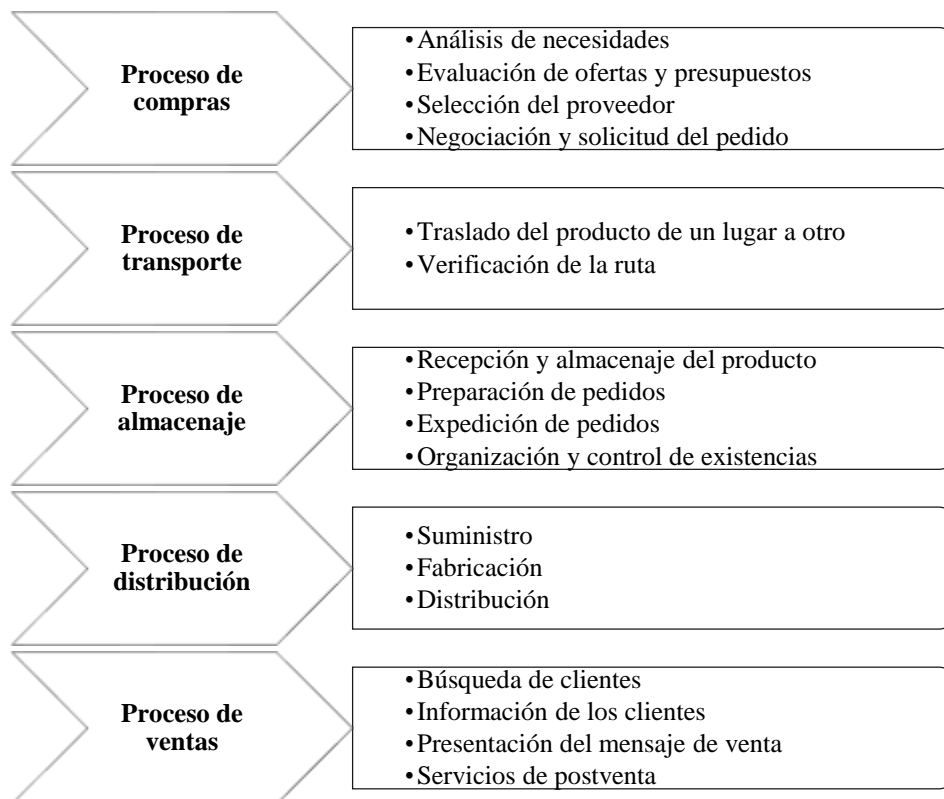 Proceso de
compras
•Análisis de necesidades
•Evaluación de ofertas y presupuestos
•Selección del proveedor
•Negociación y solicitud del pedido
Proceso de
transporte
•Traslado del producto de un lugar a otro
•Verificación de la ruta
Proceso de
almacenaje
•Recepción y almacenaje del producto
•Preparación de pedidos
•Expedición de pedidos
•Organización y control de existencias
Proceso de
distribución
•Suministro
•Fabricación
•Distribución
Proceso de
ventas
•Búsqueda de clientes
•Información de los clientes
•Presentación del mensaje de venta
•Servicios de postventa